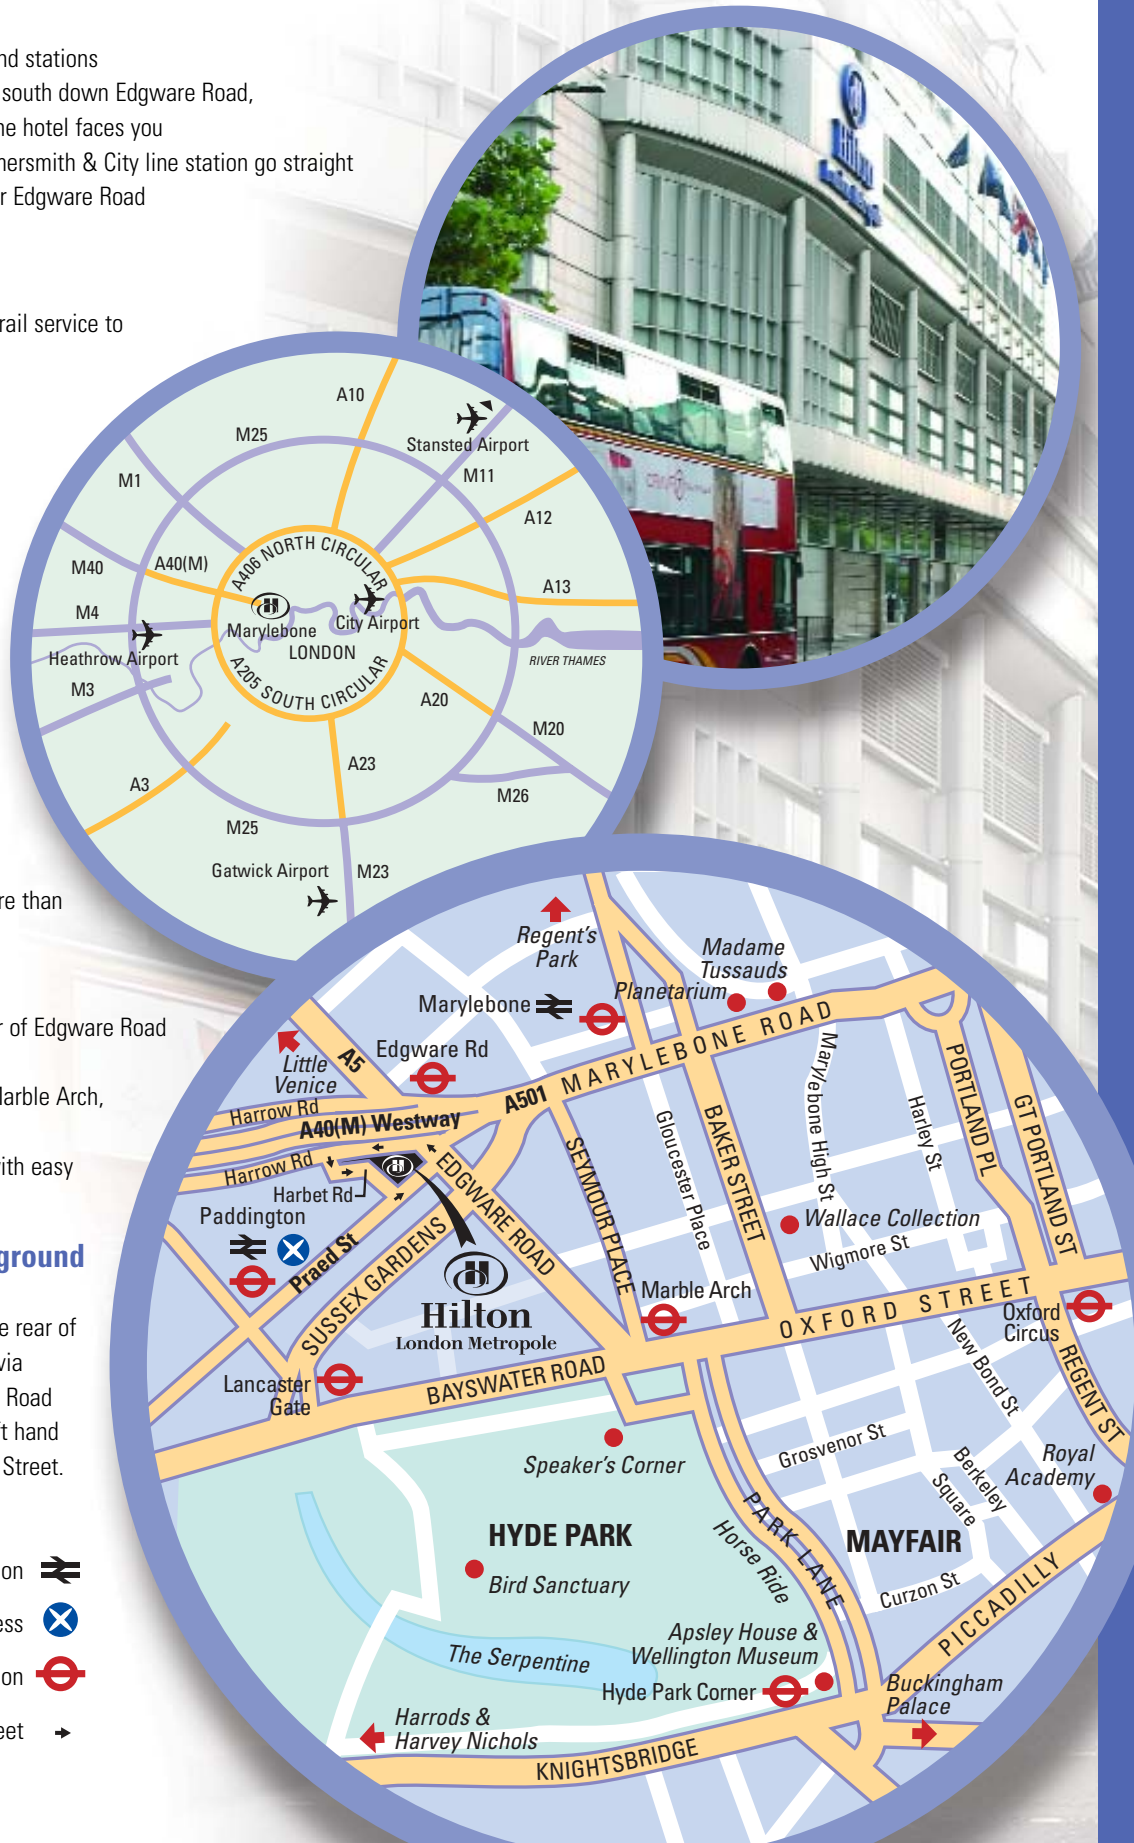 nd stations
south down Edgware Road,
ne hotel faces you
mersmith & City line station go straight
r Edgware Road
rail service to
re than
r of Edgware Road
Marble Arch,
vith easy
ground
e rear of
via
Road
ft hand
Street.
on
ess
on
eet
Hilton
A10
M25
Stansted Airport
M1
M11
A12
M40
A40(M)
A406 NORTH CIRCULAR
A13
M4
Marylebone
City Airport
LONDON
Heathrow Airport
RIVER THAMES
M3
A205 SOUTH CIRCULAR
A20
M20
A23
A3
M26
M25
Gatwick Airport
M23
Regent's
Park
Madame
Tussauds
Marylebone
Planetarium
Edgware Rd
A5
Little
Venice
A501
MARYLEBONE ROAD
Harrow Rd
A40(M) Westway
Harrow Rd
Harbet Rd
Paddington
Praed St
SUSSEX GARDENS
EDGWARE ROAD
SEYMOUR PLACE
Gloucester Place
BAKER STREET
Marylebone High St
Harley St
PORTLAND PL
GT PORTLAND ST
Wallace Collection
Wigmore St
Hilton
London Metropole
Marble Arch
OXFORD STREET
Oxford
Circus
Lancaster
Gate
BAYSWATER ROAD
New Bond St
REGENT ST
Speaker's Corner
Grosvenor St
Berkeley
Square
Royal
Academy
HYDE PARK
PARK LANE
Horse Ride
MAYFAIR
Bird Sanctuary
Curzon St
PICCADILLY
The Serpentine
Apsley House &
Wellington Museum
Hyde Park Corner
Buckingham
Palace
Harrods &
Harvey Nichols
KNIGHTSBRIDGE